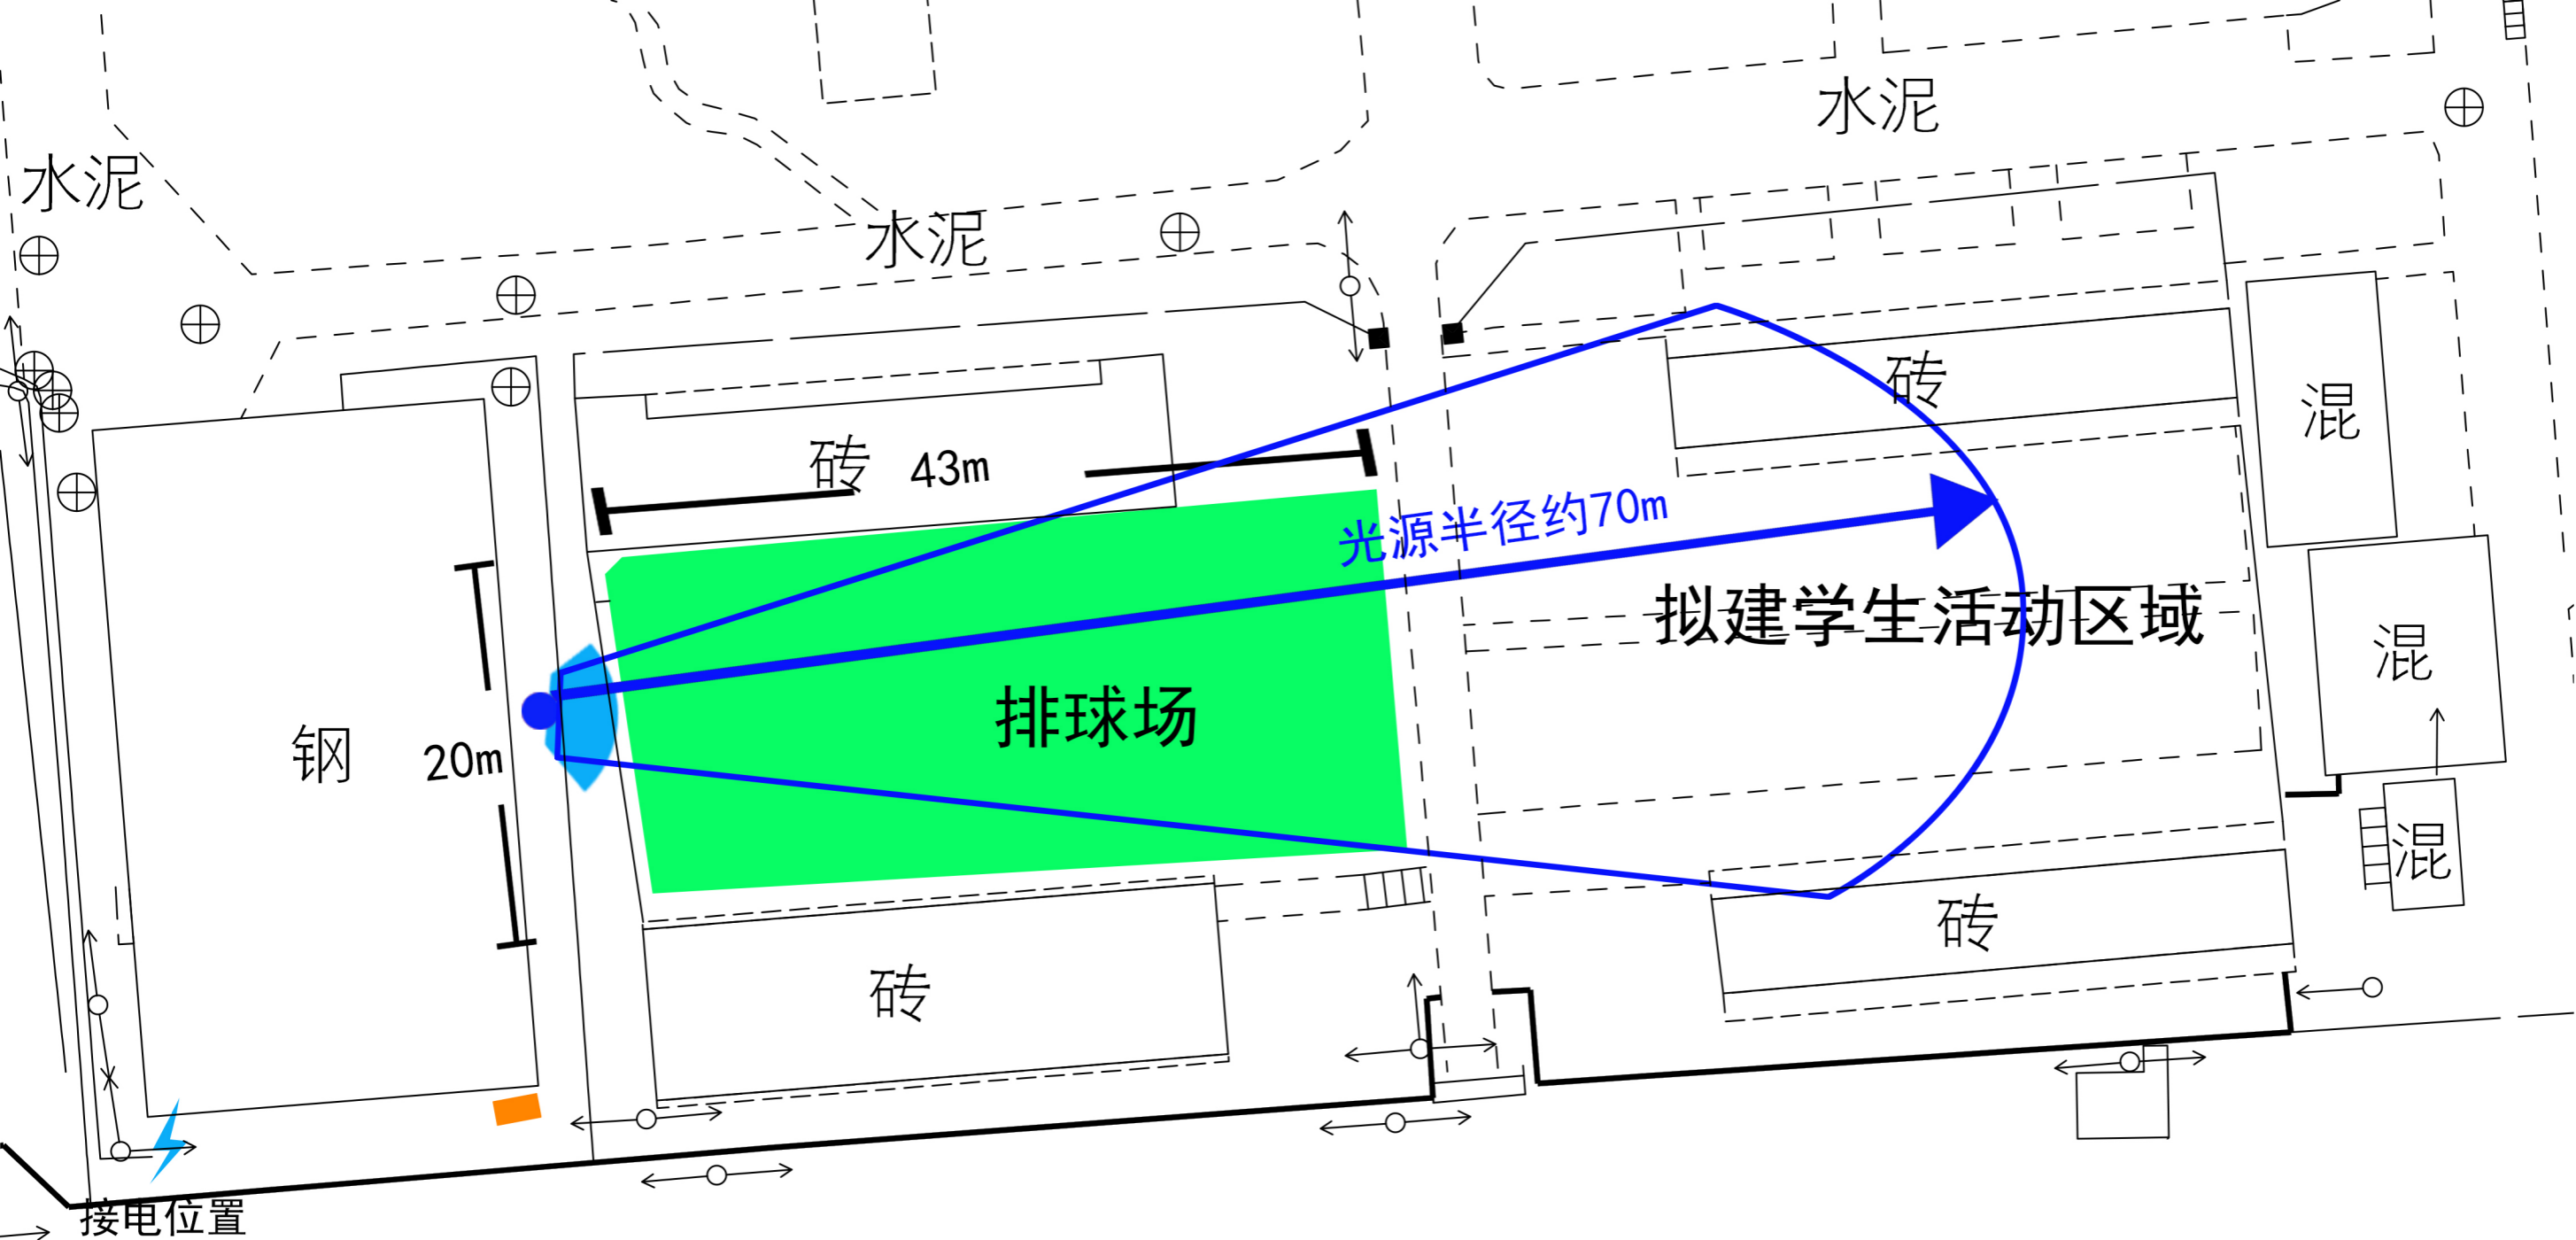 水泥
水泥
水泥
砖
混
砖 43m
光源半径约70m
拟建学生活动区域
混
排球场
钢 20m
混
砖
砖
接电位置